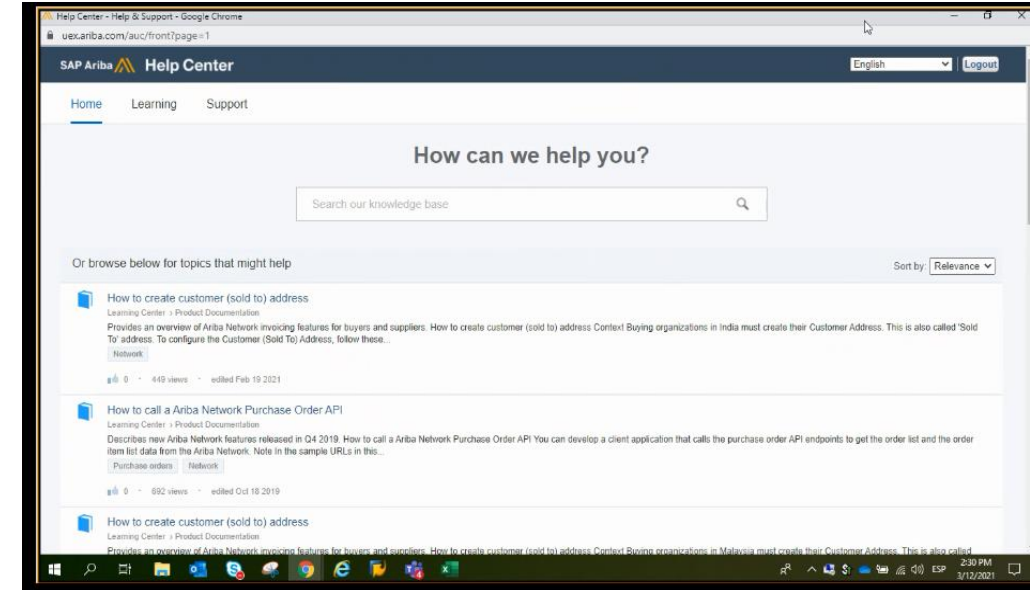 Help Center - Help & Support - Google Chrome
uex.ariba.com/auc/front?page=1
SAP Ariba Help Center
English
Logout
Home Learning Support
How can we help you?
Search our knowledge base
Or browse below for topics that might help
Sort by: Relevance
How to create customer (sold to) address
Learning Center › Product Documentation
Provides an overview of Ariba Network invoicing features for buyers and suppliers. How to create customer (sold to) address Context Buying organizations in India must create their Customer Address. This is also called 'Sold
To' address. To configure the Customer (Sold To) Address, follow these...
Network
0 · 449 views · edited Feb 19 2021
How to call a Ariba Network Purchase Order API
Learning Center › Product Documentation
Describes new Ariba Network features released in Q4 2019. How to call a Ariba Network Purchase Order API You can develop a client application that calls the purchase order API endpoints to get the order list and the order
item list data from the Ariba Network. Note In the sample URLs in this...
Purchase orders Network
0 · 692 views · edited Oct 18 2019
How to create customer (sold to) address
Learning Center › Product Documentation
Provides an overview of Ariba Network invoicing features for buyers and suppliers. How to create customer (sold to) address Context Buying organizations in Malaysia must create their Customer Address. This is also called
ESP
2:30 PM
3/12/2021